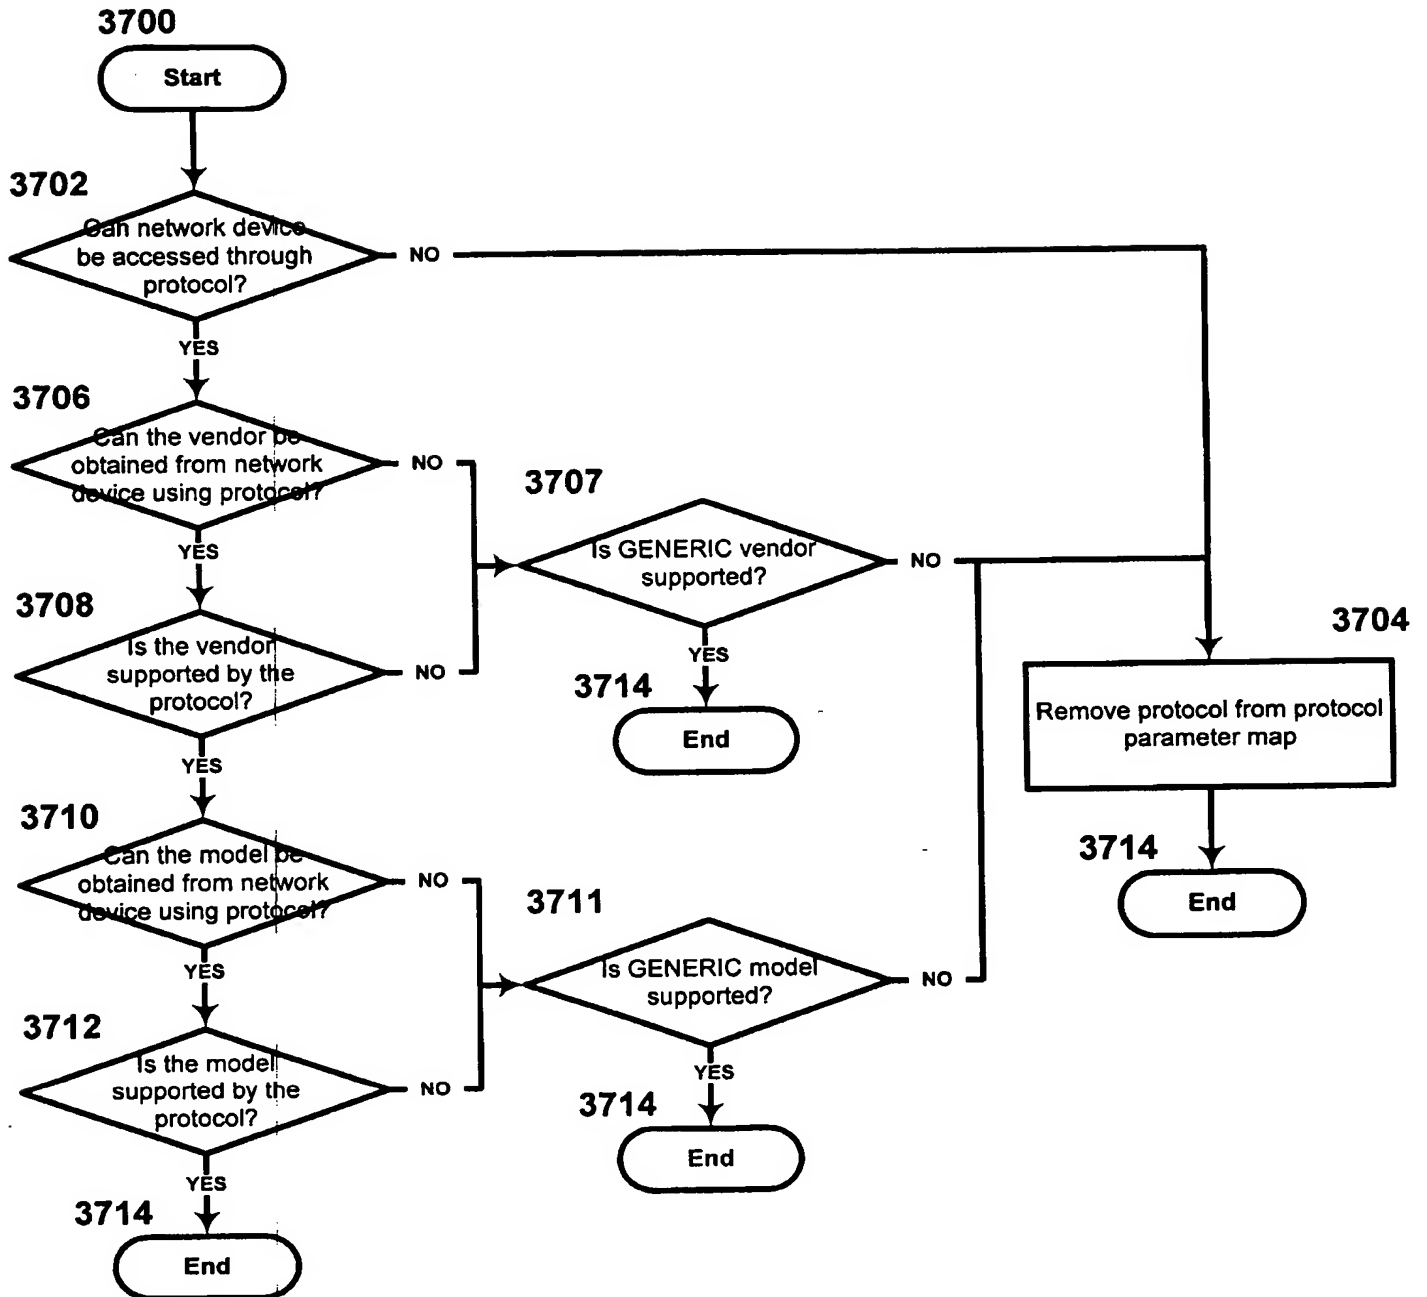 3700
Start
3702
Can network device
be accessed through
protocol?
NO
YES
3706
Can the vendor be
obtained from network
device using protocol?
NO
YES
3707
Is GENERIC vendor
supported?
NO
YES
3714
End
3708
Is the vendor
supported by the
protocol?
NO
YES
3704
Remove protocol from protocol
parameter map
3714
End
3710
Can the model be
obtained from network
device using protocol?
NO
YES
3711
Is GENERIC model
supported?
NO
YES
3714
End
3712
Is the model
supported by the
protocol?
NO
YES
3714
End